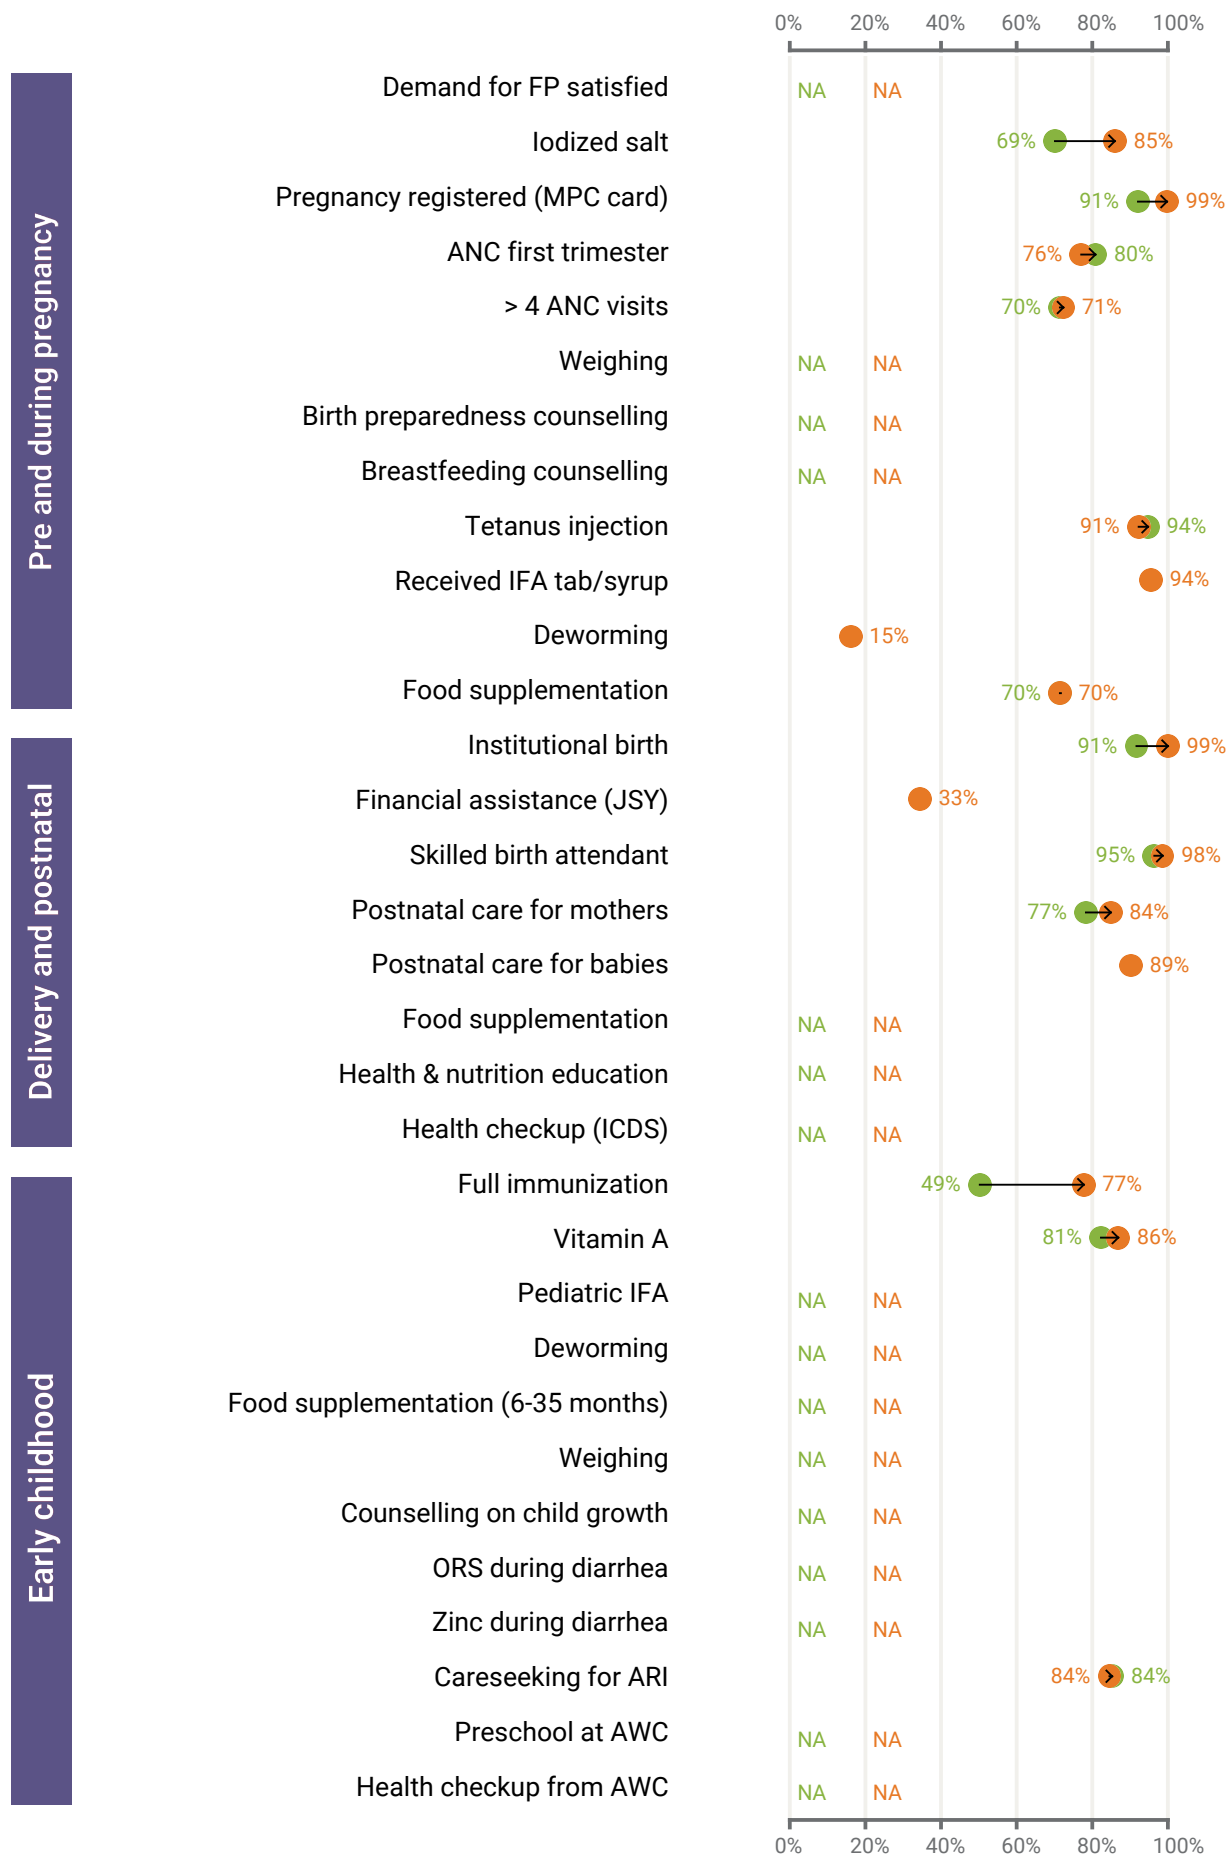 0% 20% 40% 60% 80% 100%
Pre and during pregnancy
Demand for FP satisfied NA NA
Iodized salt 69% 85%
Pregnancy registered (MPC card) 91% 99%
ANC first trimester 76% 80%
> 4 ANC visits 70% 71%
Weighing NA NA
Birth preparedness counselling NA NA
Breastfeeding counselling NA NA
Tetanus injection 91% 94%
Received IFA tab/syrup 94%
Deworming 15%
Food supplementation 70% 70%
Delivery and postnatal
Institutional birth 91% 99%
Financial assistance (JSY) 33%
Skilled birth attendant 95% 98%
Postnatal care for mothers 77% 84%
Postnatal care for babies 89%
Food supplementation NA NA
Health & nutrition education NA NA
Health checkup (ICDS) NA NA
Early childhood
Full immunization 49% 77%
Vitamin A 81% 86%
Pediatric IFA NA NA
Deworming NA NA
Food supplementation (6-35 months) NA NA
Weighing NA NA
Counselling on child growth NA NA
ORS during diarrhea NA NA
Zinc during diarrhea NA NA
Careseeking for ARI 84% 84%
Preschool at AWC NA NA
Health checkup from AWC NA NA
0% 20% 40% 60% 80% 100%